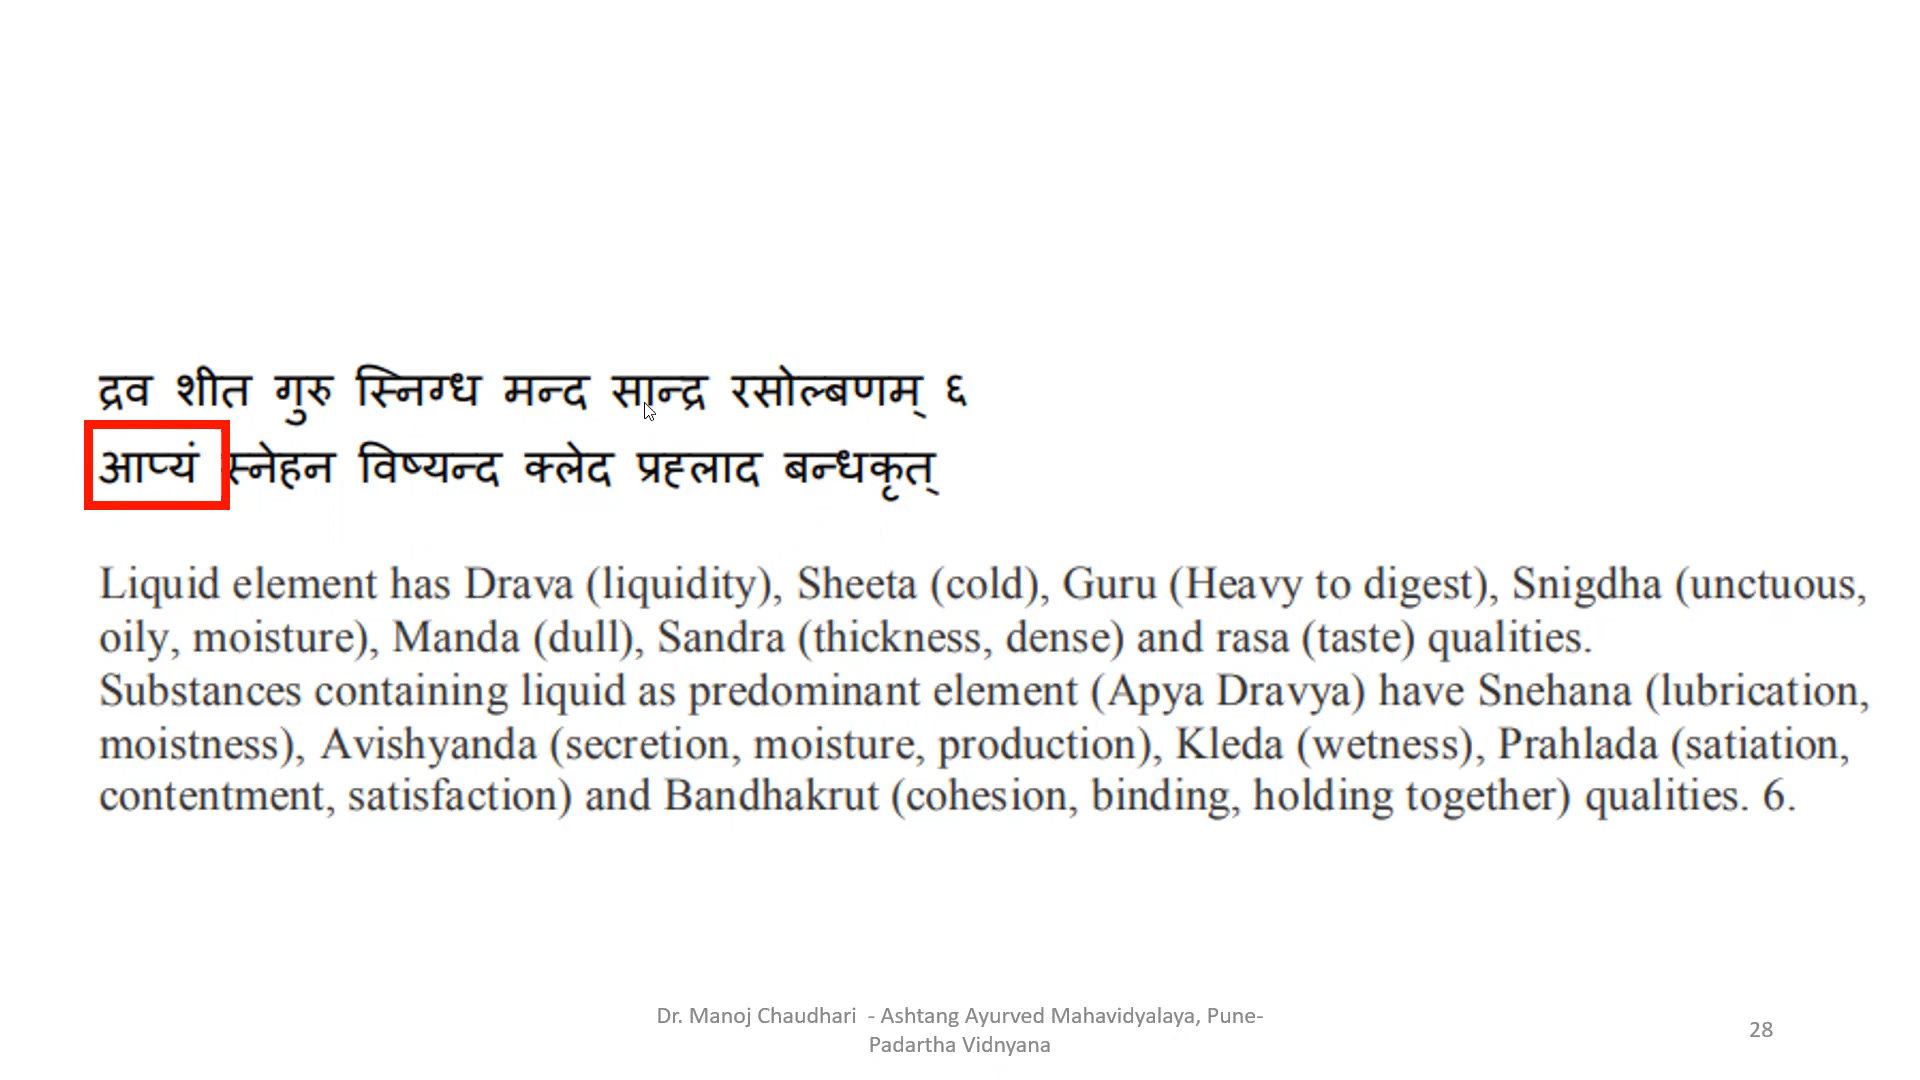 द्रव शीत गुरु स्निग्ध मन्द सान्द्र रसोल्बणम् ६
आप्यं स्नेहन विष्यन्द क्लेद प्रह्लाद बन्धकृत्
Liquid element has Drava (liquidity), Sheeta (cold), Guru (Heavy to digest), Snigdha (unctuous,
oily, moisture), Manda (dull), Sandra (thickness, dense) and rasa (taste) qualities.
Substances containing liquid as predominant element (Apya Dravya) have Snehana (lubrication,
moistness), Avishyanda (secretion, moisture, production), Kleda (wetness), Prahlada (satiation,
contentment, satisfaction) and Bandhakrut (cohesion, binding, holding together) qualities. 6.
Dr. Manoj Chaudhari - Ashtang Ayurved Mahavidyalaya, Pune-
Padartha Vidnyana
28